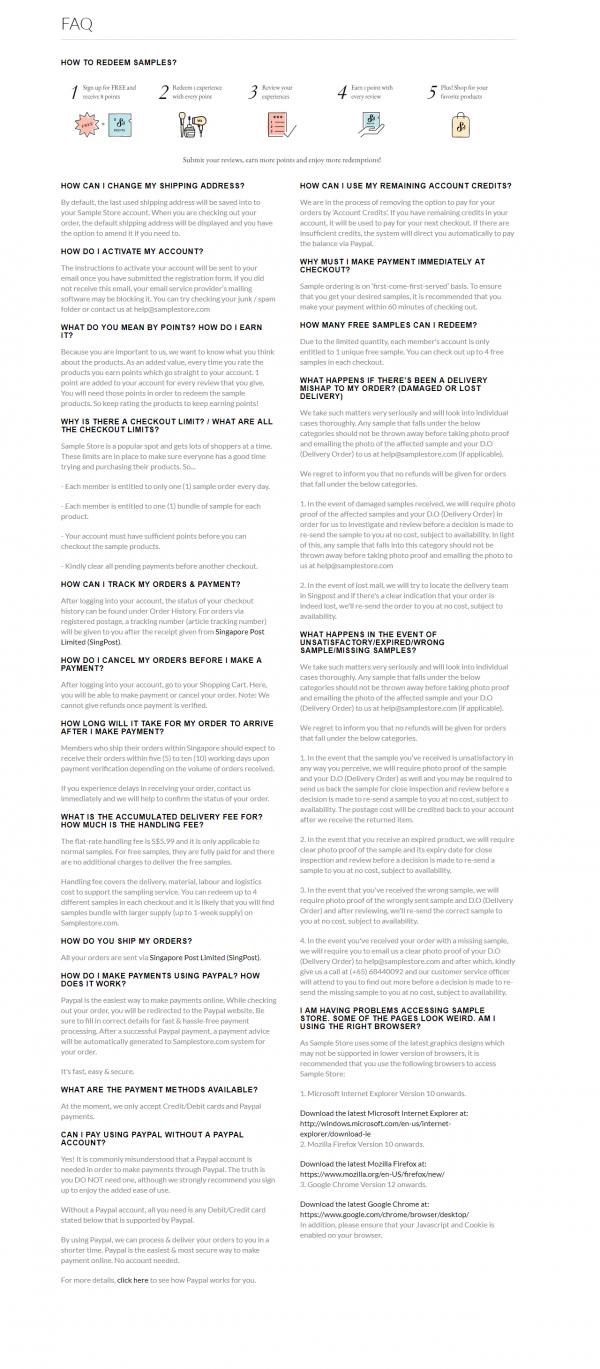 FAQ
HOW TO REDEEM SAMPLES?
1 Sign up for FREE and
receive 8 points
2 Redeem 1 experience
with every point
3 Review your
experiences
4 Earn 1 point with
every review
5 Plus! Shop for your
favorite products
Submit your reviews, earn more points and enjoy more redemptions!
HOW CAN I CHANGE MY SHIPPING ADDRESS?
By default, the last used shipping address will be saved into to
your Sample Store account. When you are checking out your
order, the default shipping address will be displayed and you have
the option to amend it if you need to.
HOW DO I ACTIVATE MY ACCOUNT?
The instructions to activate your account will be sent to your
email once you have submitted the registration form. If you did
not receive this email, your email service provider's mailing
software may be blocking it. You can try checking your junk / spam
folder or contact us at help@samplestore.com
WHAT DO YOU MEAN BY POINTS? HOW DO I EARN
IT?
Because you are important to us, we want to know what you think
about the products. As an added value, every time you rate the
products you earn points which go straight to your account. 1
point are added to your account for every review that you give.
You will need those points in order to redeem the sample
products. So keep rating the products to keep earning points!
WHY IS THERE A CHECKOUT LIMIT? / WHAT ARE ALL
THE CHECKOUT LIMITS?
Sample Store is a popular spot and gets lots of shoppers at a time.
These limits are in place to make sure everyone has a good time
trying and purchasing their products. So...
- Each member is entitled to only one (1) sample order every day.
- Each member is entitled to one (1) bundle of sample for each
product.
- Your account must have sufficient points before you can
checkout the sample products.
- Kindly clear all pending payments before another checkout.
HOW CAN I TRACK MY ORDERS & PAYMENT?
After logging into your account, the status of your checkout
history can be found under Order History. For orders via
registered postage, a tracking number (article tracking number)
will be given to you after the receipt given from Singapore Post
Limited (SingPost).
HOW DO I CANCEL MY ORDERS BEFORE I MAKE A
PAYMENT?
After logging into your account, go to your Shopping Cart. Here,
you will be able to make payment or cancel your order. Note: We
cannot give refunds once payment is verified.
HOW LONG WILL IT TAKE FOR MY ORDER TO ARRIVE
AFTER I MAKE PAYMENT?
Members who ship their orders within Singapore should expect to
receive their orders within five (5) to ten (10) working days upon
payment verification depending on the volume of orders received.
If you experience delays in receiving your order, contact us
immediately and we will help to confirm the status of your order.
WHAT IS THE ACCUMULATED DELIVERY FEE FOR?
HOW MUCH IS THE HANDLING FEE?
The flat-rate handling fee is S$5.99 and it is only applicable to
normal samples. For free samples, they are fully paid for and there
are no additional charges to deliver the free samples.
Handling fee covers the delivery, material, labour and logistics
cost to support the sampling service. You can redeem up to 4
different samples in each checkout and it is likely that you will find
samples bundle with larger supply (up to 1-week supply) on
Samplestore.com.
HOW DO YOU SHIP MY ORDERS?
All your orders are sent via Singapore Post Limited (SingPost).
HOW DO I MAKE PAYMENTS USING PAYPAL? HOW
DOES IT WORK?
Paypal is the easiest way to make payments online. While checking
out your order, you will be redirected to the Paypal website. Be
sure to fill in correct details for fast & hassle-free payment
processing. After a successful Paypal payment, a payment advice
will be automatically generated to Samplestore.com system for
your order.
It's fast, easy & secure.
WHAT ARE THE PAYMENT METHODS AVAILABLE?
At the moment, we only accept Credit/Debit cards and Paypal
payments.
CAN I PAY USING PAYPAL WITHOUT A PAYPAL
ACCOUNT?
Yes! It is commonly misunderstood that a Paypal account is
needed in order to make payments through Paypal. The truth is
you DO NOT need one, although we strongly recommend you sign
up to enjoy the added ease of use.
Without a Paypal account, all you need is any Debit/Credit card
stated below that is supported by Paypal.
By using Paypal, we can process & deliver your orders to you in a
shorter time. Paypal is the easiest & most secure way to make
payment online. No account needed.
For more details, click here to see how Paypal works for you.
HOW CAN I USE MY REMAINING ACCOUNT CREDITS?
We are in the process of removing the option to pay for your
orders by 'Account Credits'. If you have remaining credits in your
account, it will be used to pay for your next checkout. If there are
insufficient credits, the system will direct you automatically to pay
the balance via Paypal.
WHY MUST I MAKE PAYMENT IMMEDIATELY AT
CHECKOUT?
Sample ordering is on 'first-come-first-served' basis. To ensure
that you get your desired samples, it is recommended that you
make your payment within 60 minutes of checking out.
HOW MANY FREE SAMPLES CAN I REDEEM?
Due to the limited quantity, each member's account is only
entitled to 1 unique free sample. You can check out up to 4 free
samples in each checkout.
WHAT HAPPENS IF THERE'S BEEN A DELIVERY
MISHAP TO MY ORDER? (DAMAGED OR LOST
DELIVERY)
We take such matters very seriously and will look into individual
cases thoroughly. Any sample that falls under the below
categories should not be thrown away before taking photo proof
and emailing the photo of the affected sample and your D.O
(Delivery Order) to us at help@samplestore.com (if applicable).
We regret to inform you that no refunds will be given for orders
that fall under the below categories.
1. In the event of damaged samples received, we will require photo
proof of the affected samples and your D.O (Delivery Order) in
order for us to investigate and review before a decision is made to
re-send the sample to you at no cost, subject to availability. In light
of this, any sample that falls into this category should not be
thrown away before taking photo proof and emailing the photo to
us at help@samplestore.com
2. In the event of lost mail, we will try to locate the delivery team
in Singpost and if there's a clear indication that your order is
indeed lost, we'll re-send the order to you at no cost, subject to
availability.
WHAT HAPPENS IN THE EVENT OF
UNSATISFACTORY/EXPIRED/WRONG
SAMPLE/MISSING SAMPLES?
We take such matters very seriously and will look into individual
cases thoroughly. Any sample that falls under the below
categories should not be thrown away before taking photo proof
and emailing the photo of the affected sample and your D.O
(Delivery Order) to us at help@samplestore.com (if applicable).
We regret to inform you that no refunds will be given for orders
that fall under the below categories.
1. In the event that the sample you've received is unsatisfactory in
any way you perceive, we will require photo proof of the sample
and your D.O (Delivery Order) as well and you may be required to
send us back the sample for close inspection and review before a
decision is made to re-send a sample to you at no cost, subject to
availability. The postage cost will be credited back to your account
after we receive the returned item.
2. In the event that you receive an expired product, we will require
clear photo proof of the sample and its expiry date for close
inspection and review before a decision is made to re-send a
sample to you at no cost, subject to availability.
3. In the event that you've received the wrong sample, we will
require photo proof of the wrongly sent sample and D.O (Delivery
Order) and after reviewing, we'll re-send the correct sample to
you at no cost, subject to availability.
4. In the event you've received your order with a missing sample,
we will require you to email us a clear photo proof of your D.O
(Delivery Order) to help@samplestore.com and after which, kindly
give us a call at (+65) 68440092 and our customer service officer
will attend to you to find out more before a decision is made to re-
send the missing sample to you at no cost, subject to availability.
I AM HAVING PROBLEMS ACCESSING SAMPLE
STORE. SOME OF THE PAGES LOOK WEIRD. AM I
USING THE RIGHT BROWSER?
As Sample Store uses some of the latest graphics designs which
may not be supported in lower version of browsers, it is
recommended that you use the following browsers to access
Sample Store:
1. Microsoft Internet Explorer Version 10 onwards.
Download the latest Microsoft Internet Explorer at:
http://windows.microsoft.com/en-us/internet-
explorer/download-ie
2. Mozilla Firefox Version 10 onwards.
Download the latest Mozilla Firefox at:
https://www.mozilla.org/en-US/firefox/new/
3. Google Chrome Version 12 onwards.
Download the latest Google Chrome at:
https://www.google.com/chrome/browser/desktop/
In addition, please ensure that your Javascript and Cookie is
enabled on your browser.